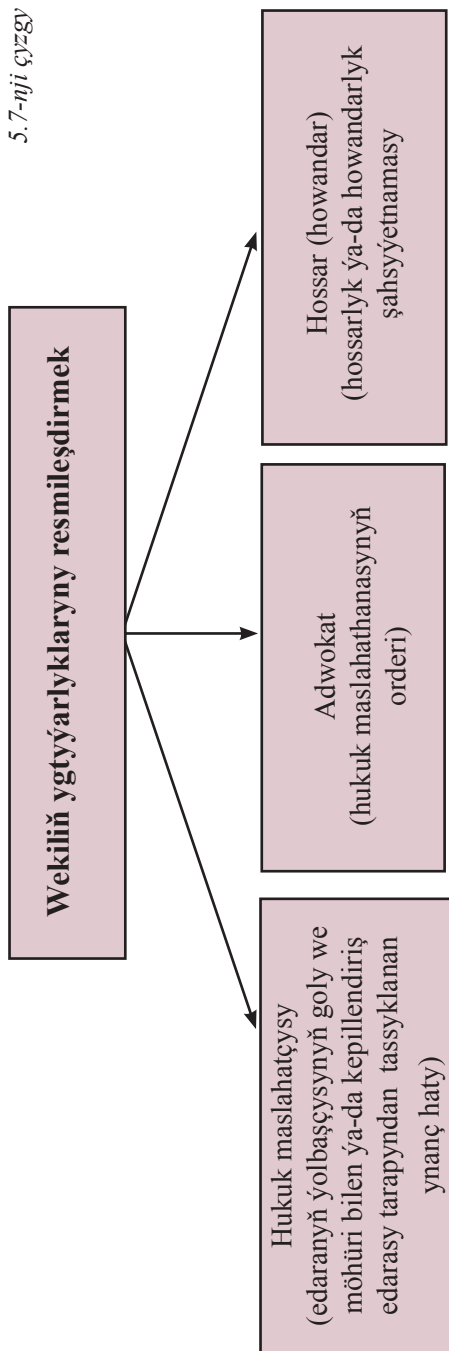 5.7-nji çyzgy
Wekiliň ygtyýarlyklaryny resmileşdirmek
Hukuk maslahatçysy
(edaranyň ýolbaşçysynyň goly we
möhüri bilen ýa-da kepillendiriş
edarasy tarapyndan tassyklanan
ynanç haty)
Adwokat
(hukuk maslahathanasynyň
orderi)
Hossar (howandar)
(hossarlyk ýa-da howandarlyk
şahsyýetnamasy